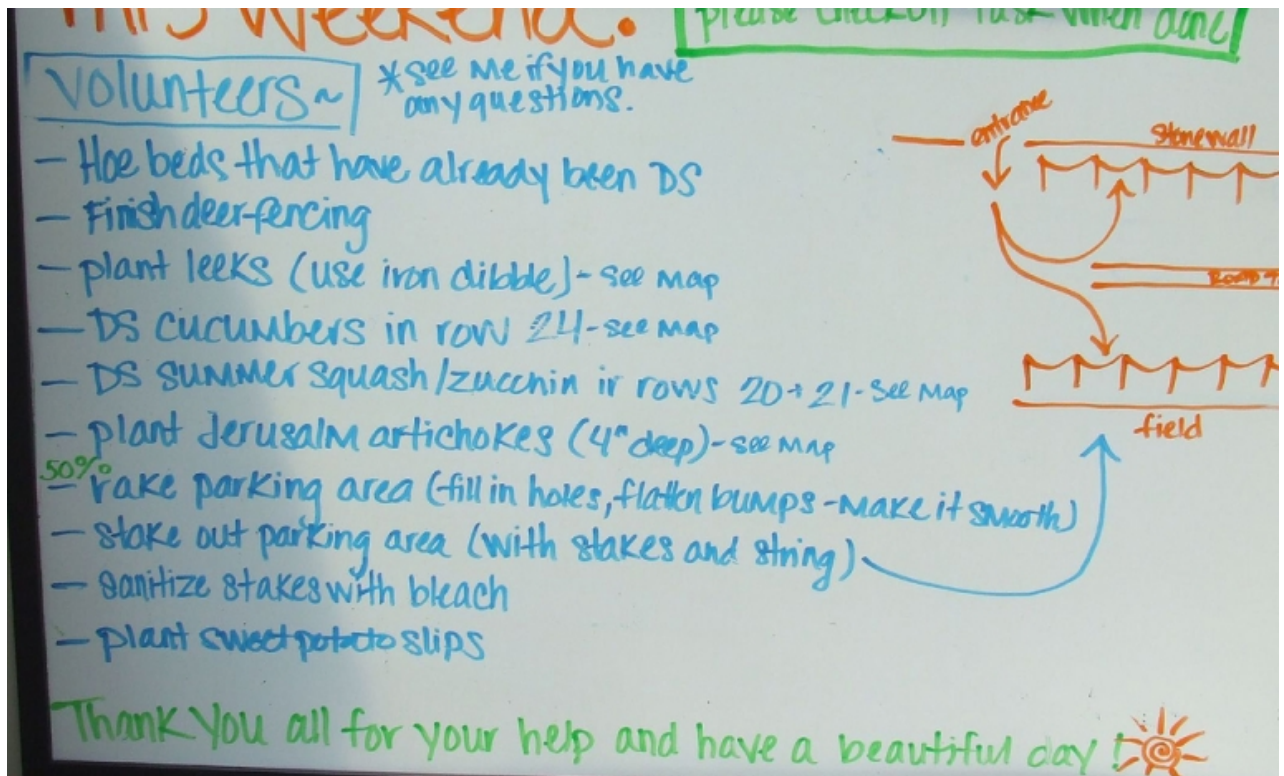 This Weekend:
please checkoff task when done
volunteers~
*see me if you have
any questions.
- Hoe beds that have already been DS
- Finish deer-fencing
- plant leeks (use iron dibble) - see map
- DS cucumbers in row 24 - see map
- DS summer squash/zucchin in rows 20+21 - see map
- plant Jerusalm artichokes (4" deep) - see map
50%
- rake parking area (fill in holes, flatten bumps - make it smooth)
- stake out parking area (with stakes and string)
- sanitize stakes with bleach
- plant sweet potato slips
entrance
stonewall
field
Thank you all for your help and have a beautiful day!